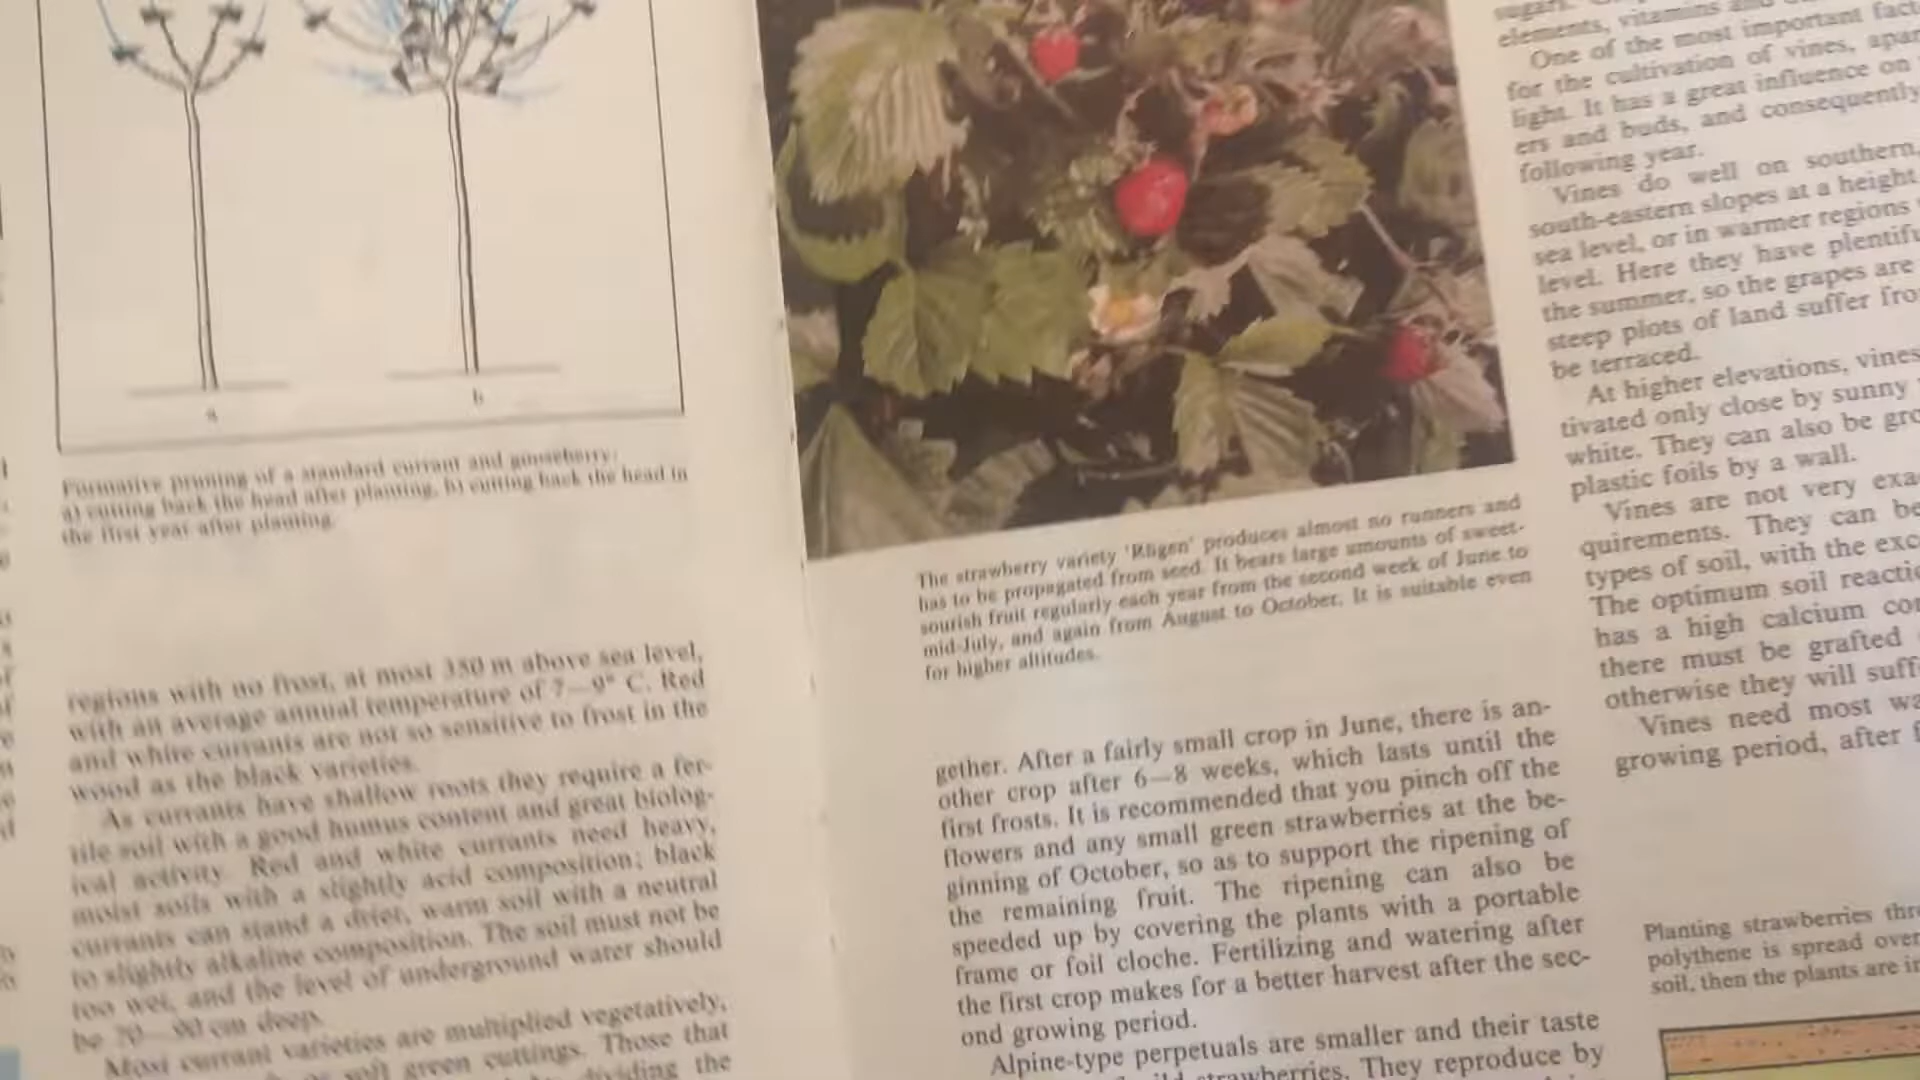 a
b
Formative pruning of a standard currant and gooseberry:
a) cutting back the head after planting, b) cutting back the head in
the first year after planting.
regions with no frost, at most 350 m above sea level,
with an average annual temperature of 7—9° C. Red
and white currants are not so sensitive to frost in the
wood as the black varieties.
As currants have shallow roots they require a fer-
tile soil with a good humus content and great biolog-
ical activity. Red and white currants need heavy,
moist soils with a slightly acid composition; black
currants can stand a drier, warm soil with a neutral
to slightly alkaline composition. The soil must not be
too wet, and the level of underground water should
be cm deep.
Most currant varieties are multiplied vegetatively,
soft green cuttings. Those that
dividing the
The strawberry variety 'Rügen' produces almost no runners and
has to be propagated from seed. It bears large amounts of sweet-
sourish fruit regularly each year from the second week of June to
mid-July, and again from August to October. It is suitable even
for higher altitudes.
gether. After a fairly small crop in June, there is an-
other crop after 6—8 weeks, which lasts until the
first frosts. It is recommended that you pinch off the
flowers and any small green strawberries at the be-
ginning of October, so as to support the ripening of
the remaining fruit. The ripening can also be
speeded up by covering the plants with a portable
frame or foil cloche. Fertilizing and watering after
the first crop makes for a better harvest after the sec-
ond growing period.
Alpine-type perpetuals are smaller and their taste
strawberries. They reproduce by
sugars.
elements, vitamins and
One of the most important fact
for the cultivation of vines, apar
light. It has a great influence on
ers and buds, and consequently
following year.
Vines do well on southern,
south-eastern slopes at a height
sea level, or in warmer regions
level. Here they have plentifu
the summer, so the grapes are
steep plots of land suffer fro
be terraced.
At higher elevations, vines
tivated only close by sunny
white. They can also be gro
plastic foils by a wall.
Vines are not very exa
quirements. They can be
types of soil, with the exc
The optimum soil reactio
has a high calcium con
there must be grafted
otherwise they will suff
Vines need most wa
growing period, after f
Planting strawberries thr
polythene is spread over
soil, then the plants are in